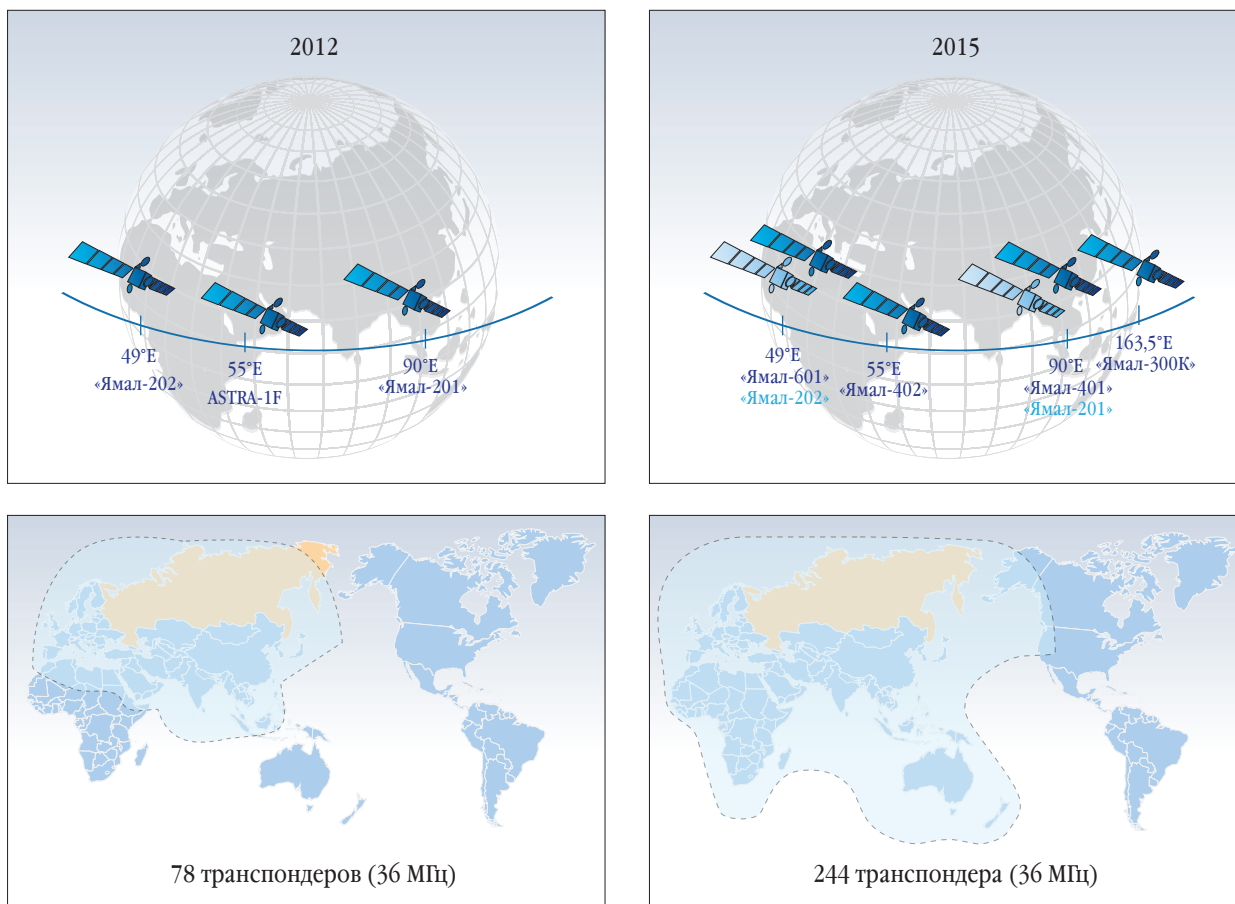 2012
49°E
«Ямал-202»
55°E
ASTRA-1F
90°E
«Ямал-201»
2015
49°E
«Ямал-601»
«Ямал-202»
55°E
«Ямал-402»
90°E
«Ямал-401»
«Ямал-201»
163,5°E
«Ямал-300К»
78 транспондеров (36 МГц)
244 транспондера (36 МГц)